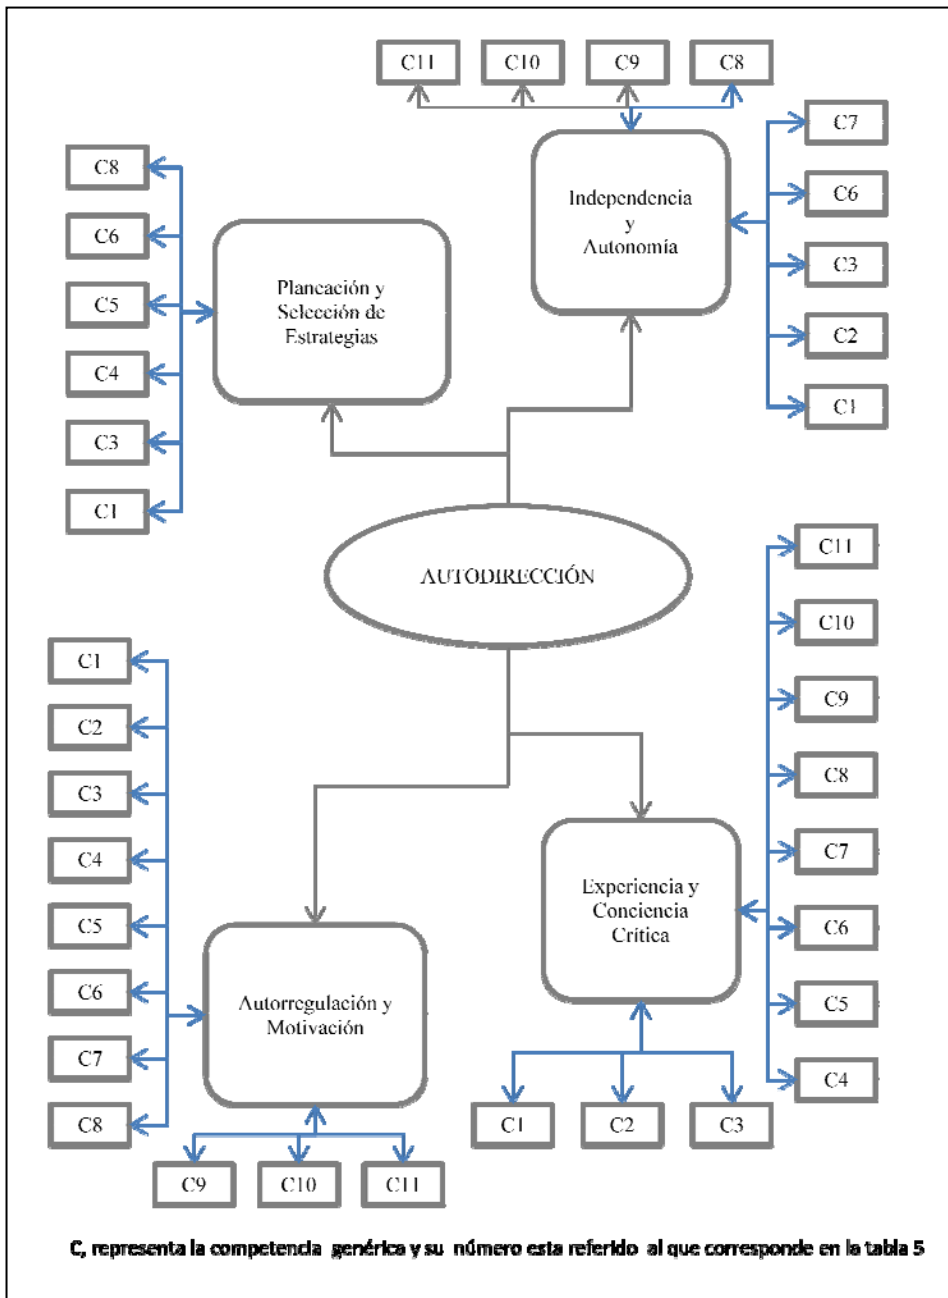 C11
C10
C9
C8
C7
C6
C3
C2
C1
Independencia
y
Autonomía
C8
C6
C5
C4
C3
C1
Planeación y
Selección de
Estrategias
AUTODIRECCIÓN
C1
C2
C3
C4
C5
C6
C7
C8
Autorregulación y
Motivación
C9
C10
C11
C11
C10
C9
C8
C7
C6
C5
C4
Experiencia y
Conciencia
Crítica
C1
C2
C3
C, representa la competencia genérica y su número esta referido al que corresponde en la tabla 5